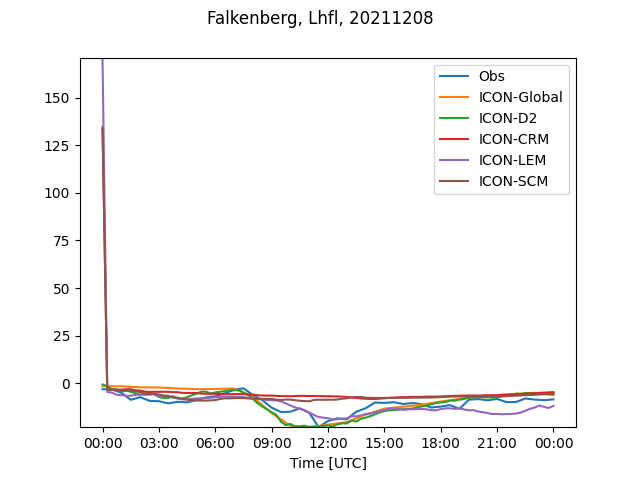 Falkenberg, Lhfl, 20211208
Obs
ICON-Global
ICON-D2
ICON-CRM
ICON-LEM
ICON-SCM
150
125
100
75
50
25
0
00:00 03:00 06:00 09:00 12:00 15:00 18:00 21:00 00:00
Time [UTC]